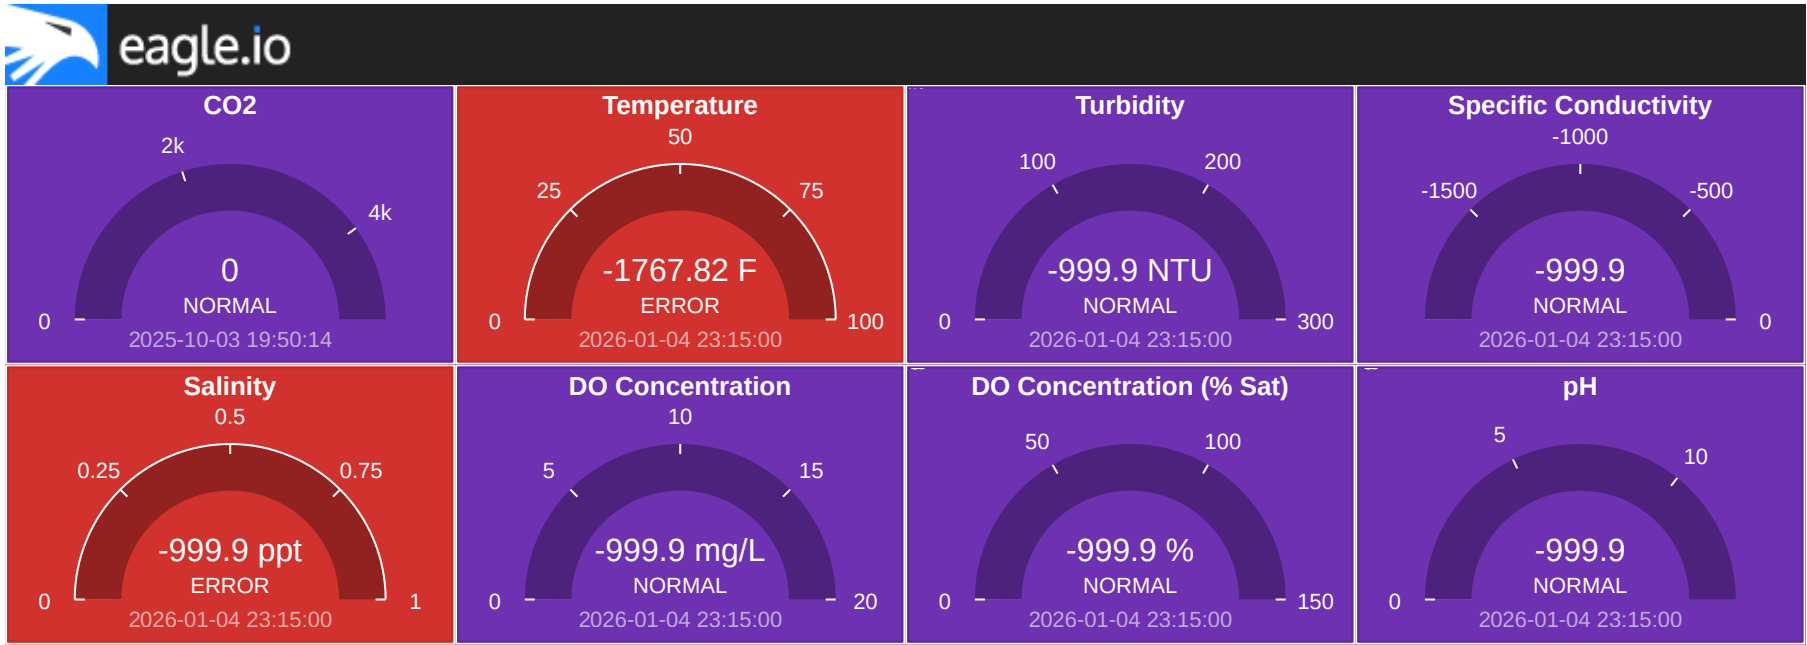 eagle.io
CO2
2k
4k
0
0
NORMAL
2025-10-03 19:50:14
Temperature
50
25
75
-1767.82 F
ERROR
0
100
2026-01-04 23:15:00
Turbidity
100
200
-999.9 NTU
NORMAL
0
300
2026-01-04 23:15:00
Specific Conductivity
-1000
-1500
-500
-999.9
NORMAL
0
2026-01-04 23:15:00
Salinity
0.5
0.25
0.75
-999.9 ppt
ERROR
0
1
2026-01-04 23:15:00
DO Concentration
10
5
15
-999.9 mg/L
NORMAL
0
20
2026-01-04 23:15:00
DO Concentration (% Sat)
50
100
-999.9 %
NORMAL
0
150
2026-01-04 23:15:00
pH
5
10
-999.9
NORMAL
0
2026-01-04 23:15:00